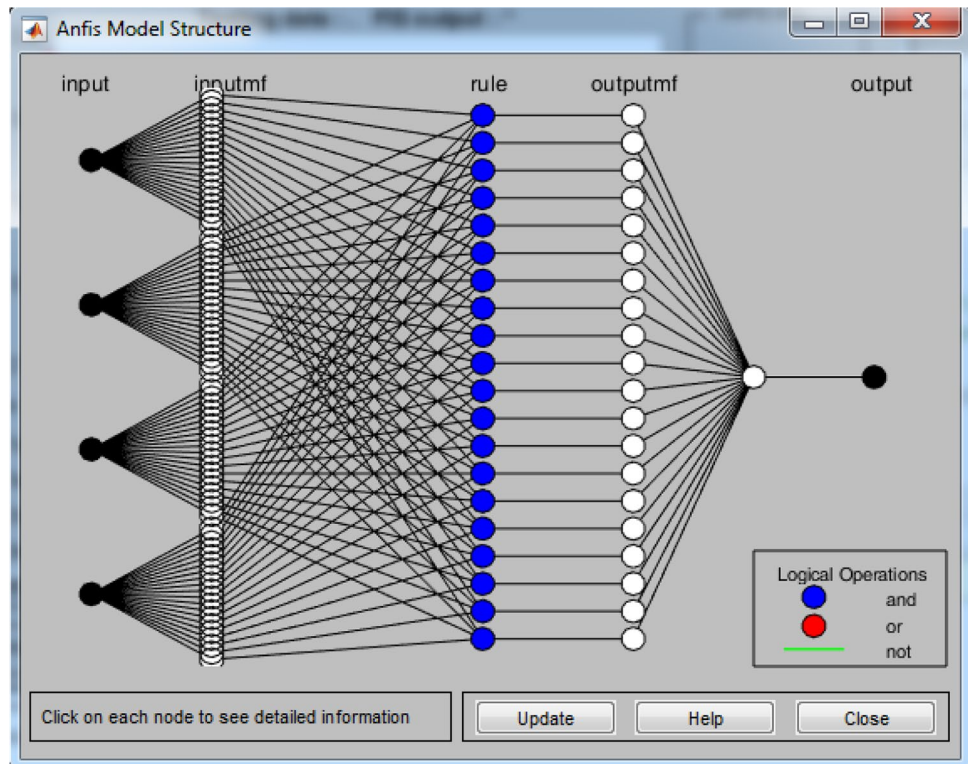 Anfis Model Structure
input inputmf rule outputmf output
Logical Operations
and
or
not
Click on each node to see detailed information
Update Help Close